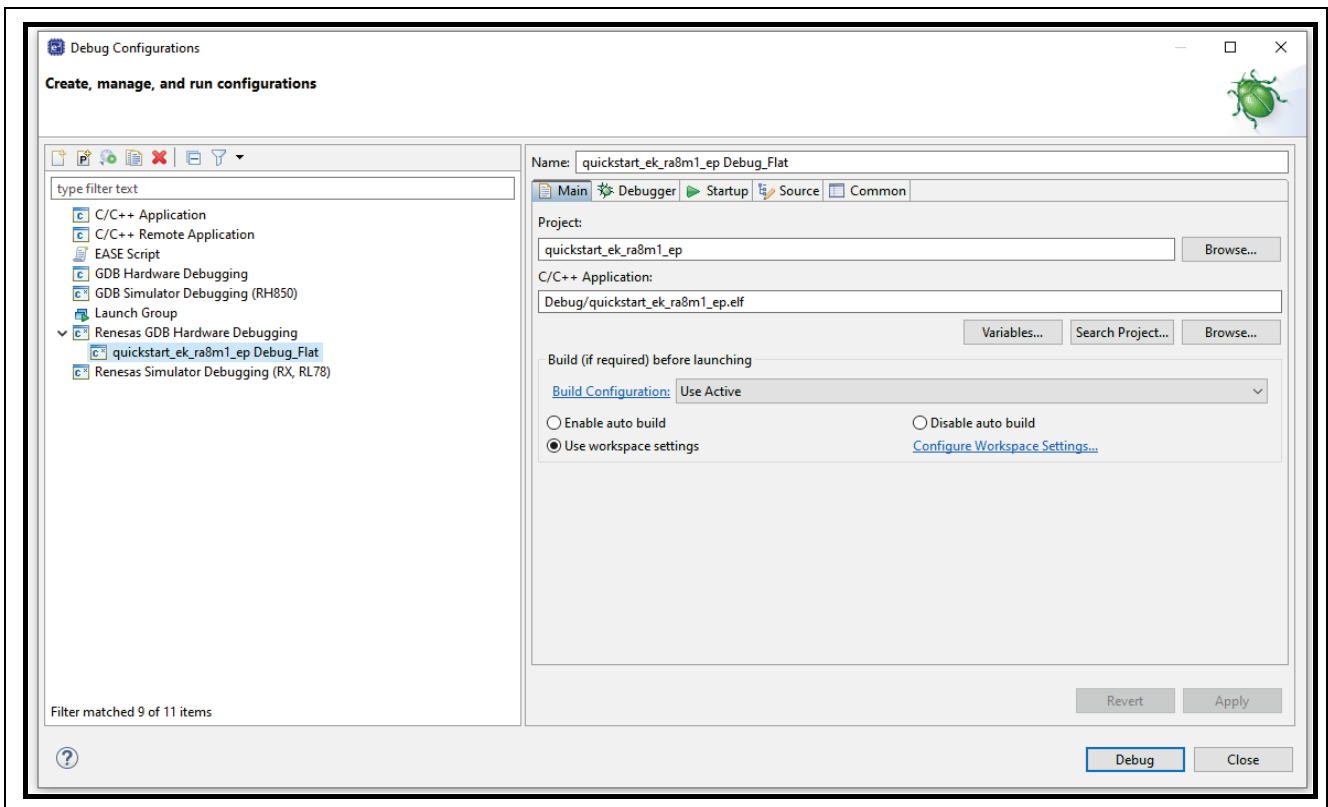 Debug Configurations
Create, manage, and run configurations
type filter text
C/C++ Application
C/C++ Remote Application
EASE Script
GDB Hardware Debugging
GDB Simulator Debugging (RH850)
Launch Group
Renesas GDB Hardware Debugging
quickstart_ek_ra8m1_ep Debug_Flat
Renesas Simulator Debugging (RX, RL78)
Filter matched 9 of 11 items
Name: quickstart_ek_ra8m1_ep Debug_Flat
Main Debugger Startup Source Common
Project:
quickstart_ek_ra8m1_ep Browse...
C/C++ Application:
Debug/quickstart_ek_ra8m1_ep.elf
Variables... Search Project... Browse...
Build (if required) before launching
Build Configuration: Use Active
Enable auto build Disable auto build
Use workspace settings Configure Workspace Settings...
Revert Apply
Debug Close